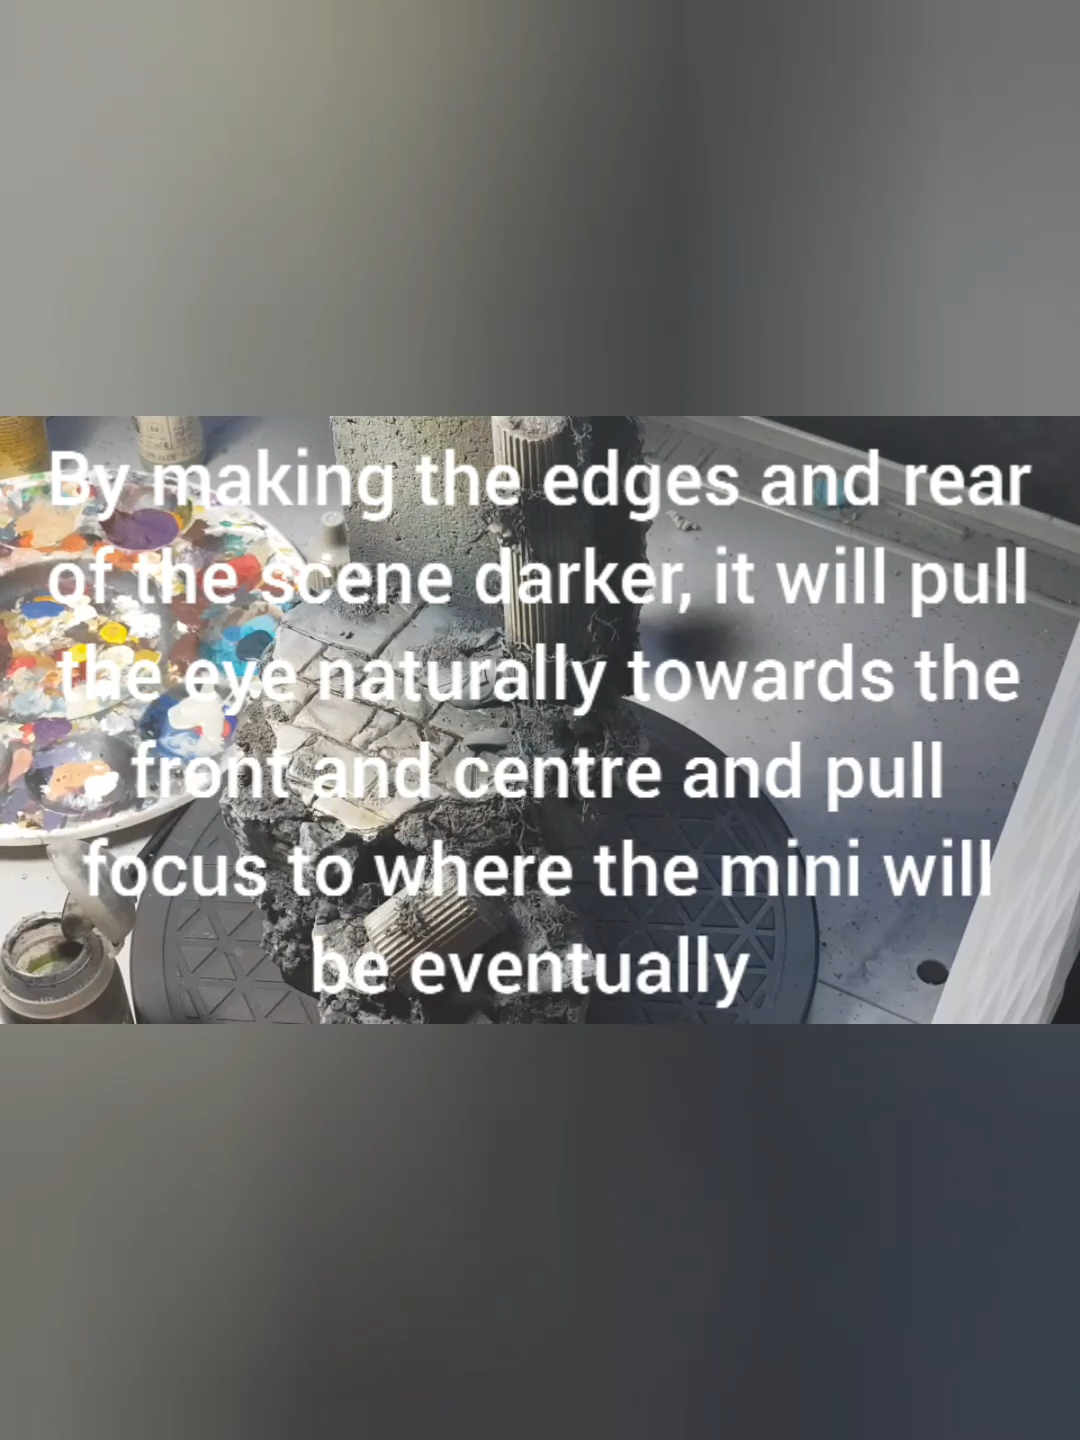 By making the edges and rear
of the scene darker, it will pull
the eye naturally towards the
front and centre and pull
focus to where the mini will
be eventually